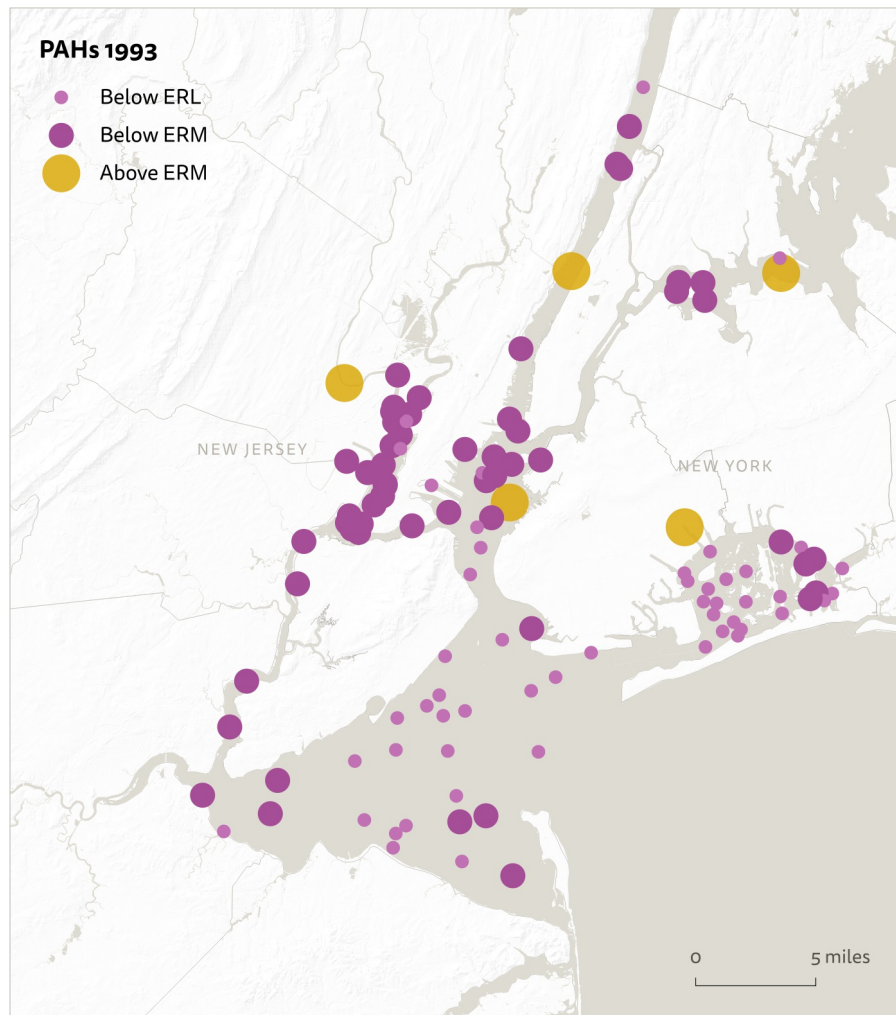 PAHs 1993
Below ERL
Below ERM
Above ERM
NEW JERSEY
NEW YORK
0
5 miles